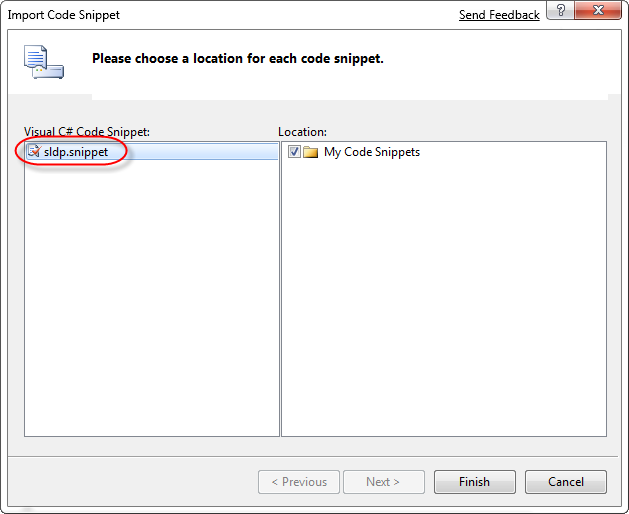 Import Code Snippet
Send Feedback
?
Please choose a location for each code snippet.
Visual C# Code Snippet:
Location:
sldp.snippet
My Code Snippets
< Previous
Next >
Finish
Cancel